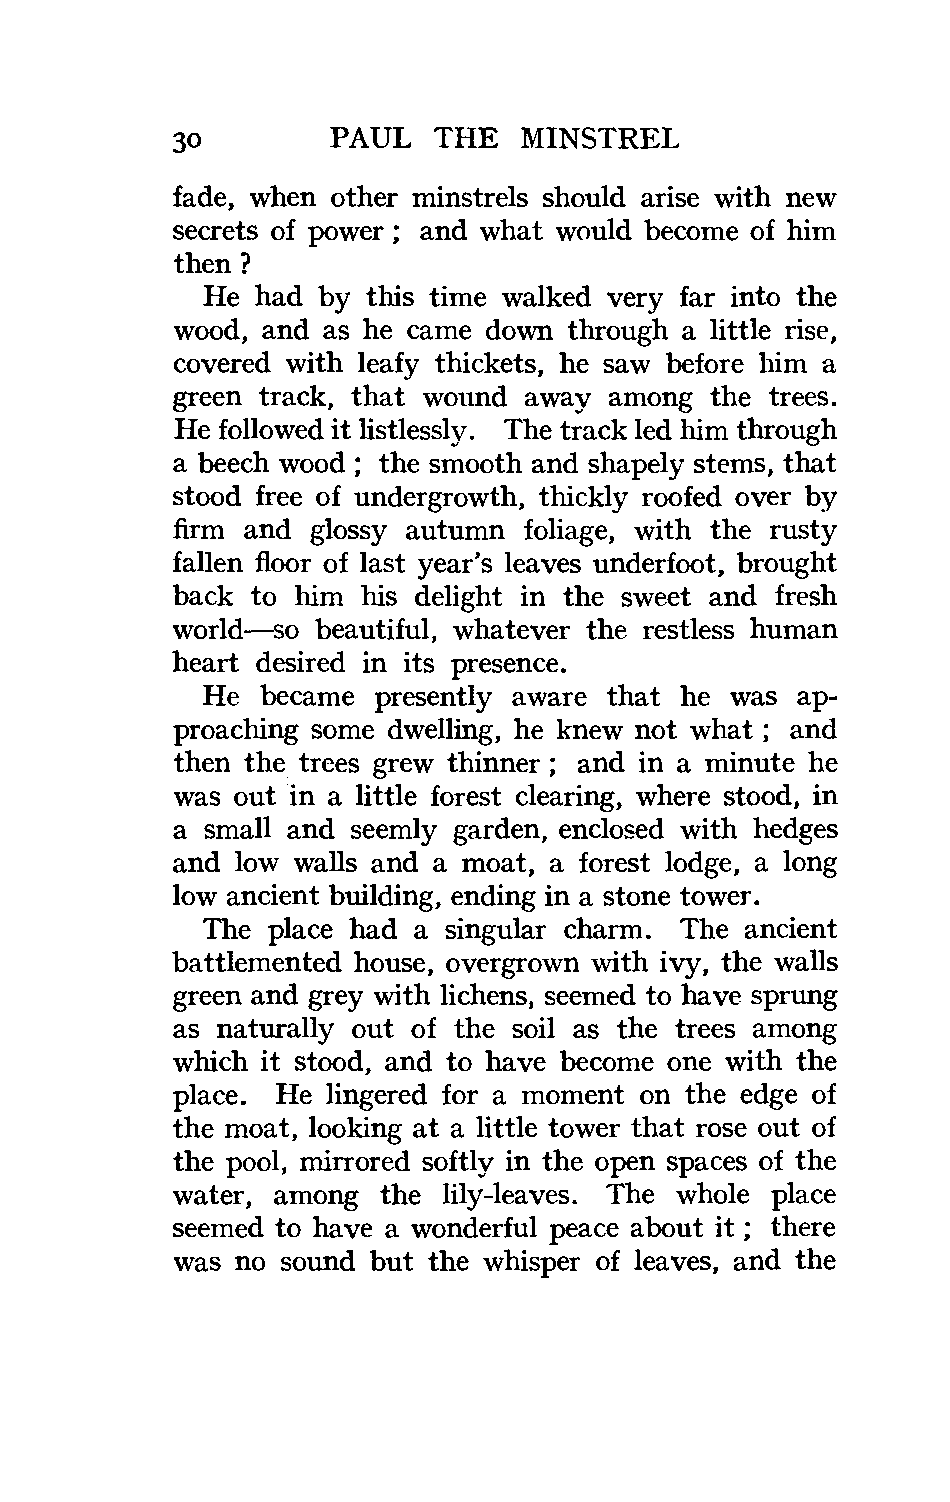 30 PAUL THE MINSTREL
fade, when other minstrels should arise with new
secrets of power ; and what would become of him
then ?
He had by this time walked very far into the
wood, and as he came down through a little rise,
covered with leafy thickets, he saw before him a
green track, that wound away among the trees.
He followed it listlessly. The track led him through
a beech wood ; the smooth and shapely stems, that
stood free of undergrowth, thickly roofed over by
firm and glossy autumn foliage, with the rusty
fallen floor of last year's leaves underfoot, brought
back to him his delight in the sweet and fresh
world—so beautiful, whatever the restless human
heart desired in its presence.
He became presently aware that he was ap-
proaching some dwelling, he knew not what ; and
then the trees grew thinner ; and in a minute he
was out in a little forest clearing, where stood, in
a small and seemly garden, enclosed with hedges
and low walls and a moat, a forest lodge, a long
low ancient building, ending in a stone tower.
The place had a singular charm. The ancient
battlemented house, overgrown with ivy, the walls
green and grey with lichens, seemed to have sprung
as naturally out of the soil as the trees among
which it stood, and to have become one with the
place. He lingered for a moment on the edge of
the moat, looking at a little tower that rose out of
the pool, mirrored softly in the open spaces of the
water, among the lily-leaves. The whole place
seemed to have a wonderful peace about it ; there
was no sound but the whisper of leaves, and the